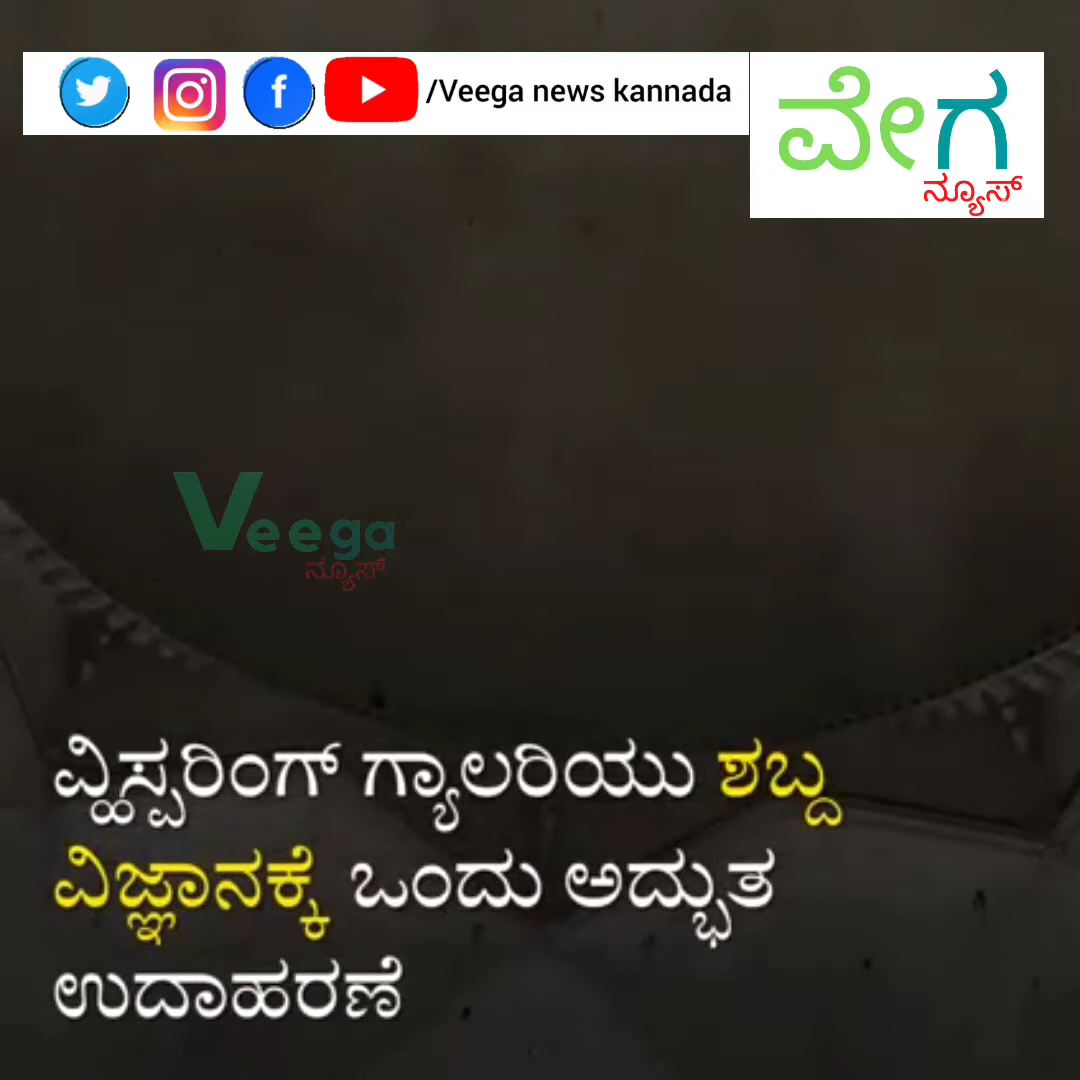 /Veega news kannada
ವೇಗ
ನ್ಯೂಸ್
Veega
ನ್ಯೂಸ್
ವ್ಹಿಸ್ಪರಿಂಗ್ ಗ್ಯಾಲರಿಯು ಶಬ್ದ
ವಿಜ್ಞಾನಕ್ಕೆ ಒಂದು ಅದ್ಭುತ
ಉದಾಹರಣೆ